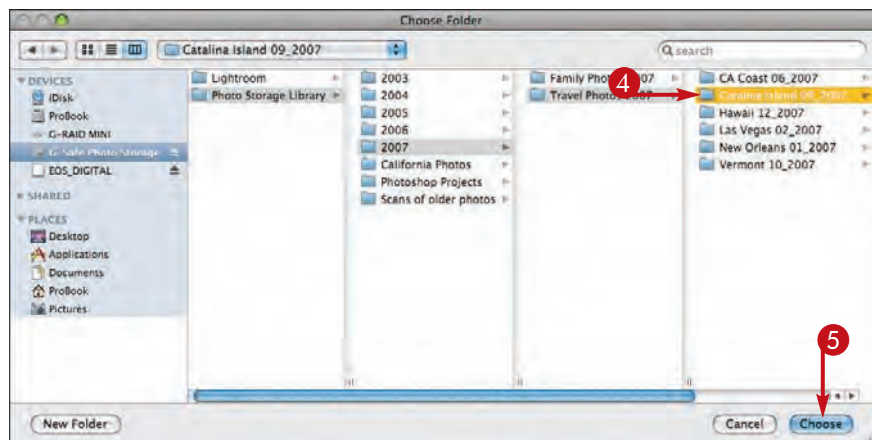 Choose Folder
Catalina Island 09_2007
search
DEVICES
iDisk
ProBook
G-RAID MINI
G-Safe Photo Storage
EOS_DIGITAL
SHARED
PLACES
Desktop
Applications
Documents
ProBook
Pictures
Lightroom
Photo Storage Library
2003
2004
2005
2006
2007
California Photos
Photoshop Projects
Scans of older photos
Family Photos 2007
Travel Photos 2007
4
CA Coast 06_2007
Catalina Island 09_2007
Hawaii 12_2007
Las Vegas 02_2007
New Orleans 01_2007
Vermont 10_2007
5
New Folder
Cancel
Choose